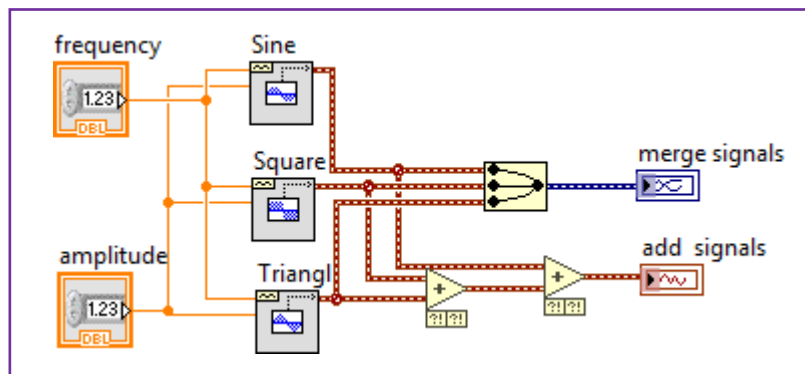 frequency
Sine
1.23
DBL
Square
merge signals
amplitude
add signals
Triangl
1.23
DBL
+
+
?! ?!
?! ?!